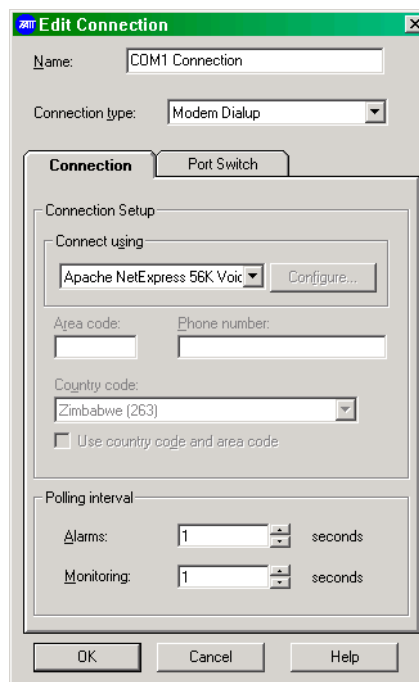 Edit Connection
Name: COM1 Connection
Connection type: Modem Dialup
Connection Port Switch
Connection Setup
Connect using
Apache NetExpress 56K Voic Configure...
Area code: Phone number:
Country code:
Zimbabwe (263)
Use country code and area code
Polling interval
Alarms: 1 seconds
Monitoring: 1 seconds
OK Cancel Help